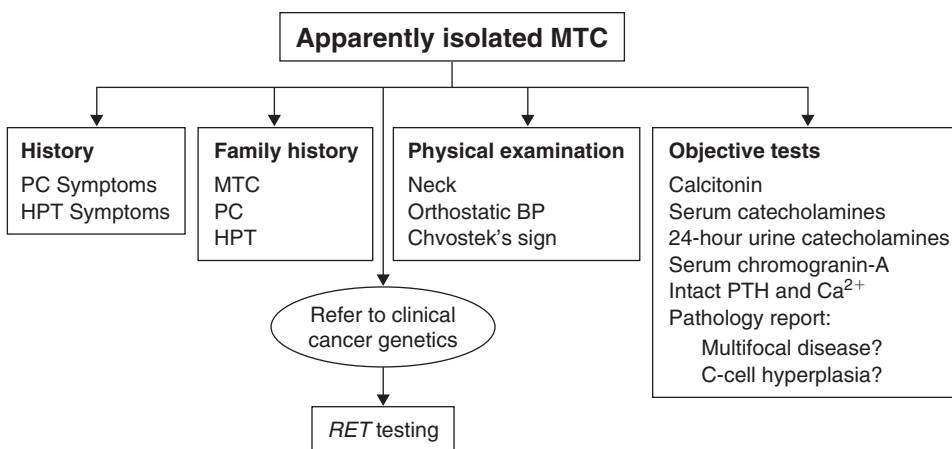 Apparently isolated MTC
History
PC Symptoms
HPT Symptoms
Family history
MTC
PC
HPT
Physical examination
Neck
Orthostatic BP
Chvostek's sign
Objective tests
Calcitonin
Serum catecholamines
24-hour urine catecholamines
Serum chromogranin-A
Intact PTH and Ca²⁺
Pathology report:
Multifocal disease?
C-cell hyperplasia?
Refer to clinical
cancer genetics
RET testing